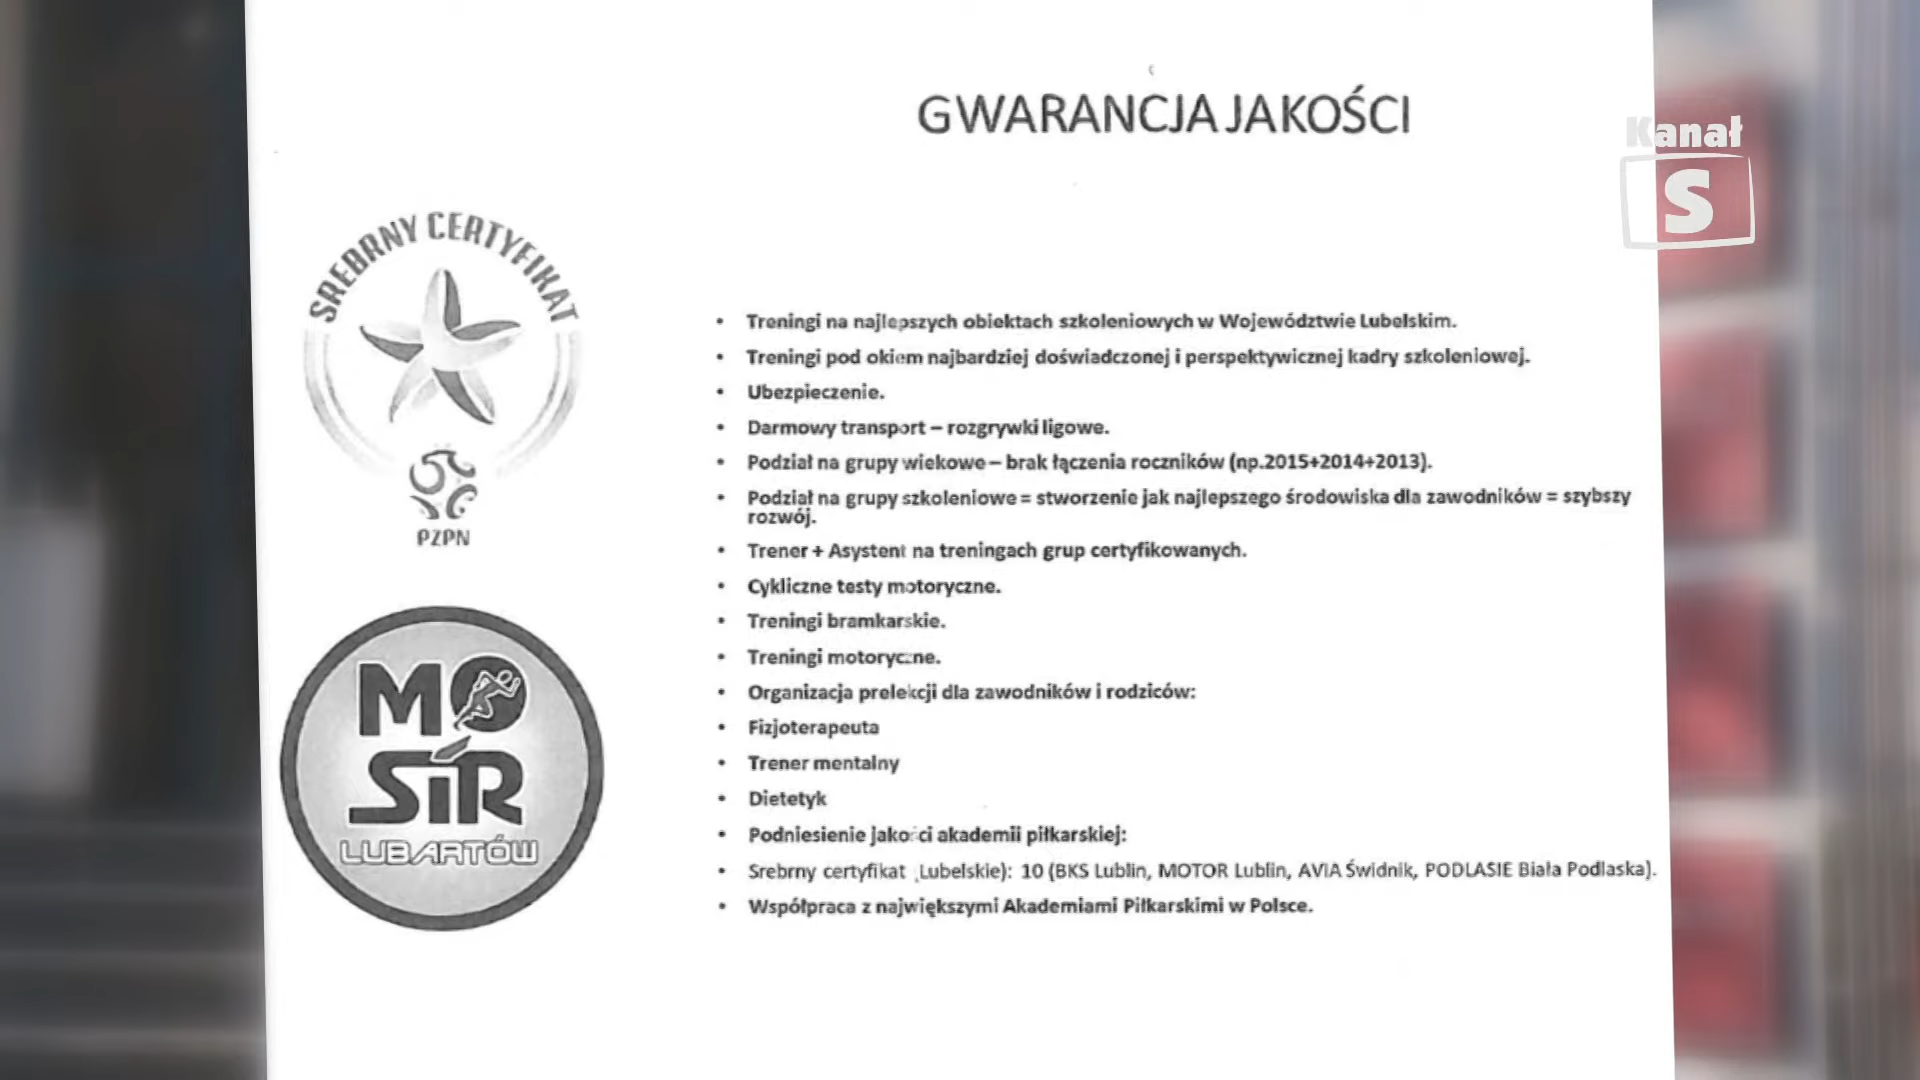 GWARANCJA JAKOŚCI
Kanał
S
SREBRNY CERTYFIKAT
PZPN
MOSiR
LUBARTÓW
• Treningi na najlepszych obiektach szkoleniowych w Województwie Lubelskim.
• Treningi pod okiem najbardziej doświadczonej i perspektywicznej kadry szkoleniowej.
• Ubezpieczenie.
• Darmowy transport – rozgrywki ligowe.
• Podział na grupy wiekowe – brak łączenia roczników (np.2015+2014+2013).
• Podział na grupy szkoleniowe = stworzenie jak najlepszego środowiska dla zawodników = szybszy
rozwój.
• Trener + Asystent na treningach grup certyfikowanych.
• Cykliczne testy motoryczne.
• Treningi bramkarskie.
• Treningi motoryczne.
• Organizacja prelekcji dla zawodników i rodziców:
• Fizjoterapeuta
• Trener mentalny
• Dietetyk
• Podniesienie jakości akademii piłkarskiej:
• Srebrny certyfikat (Lubelskie): 10 (BKS Lublin, MOTOR Lublin, AVIA Świdnik, PODLASIE Biała Podlaska).
• Współpraca z największymi Akademiami Piłkarskimi w Polsce.